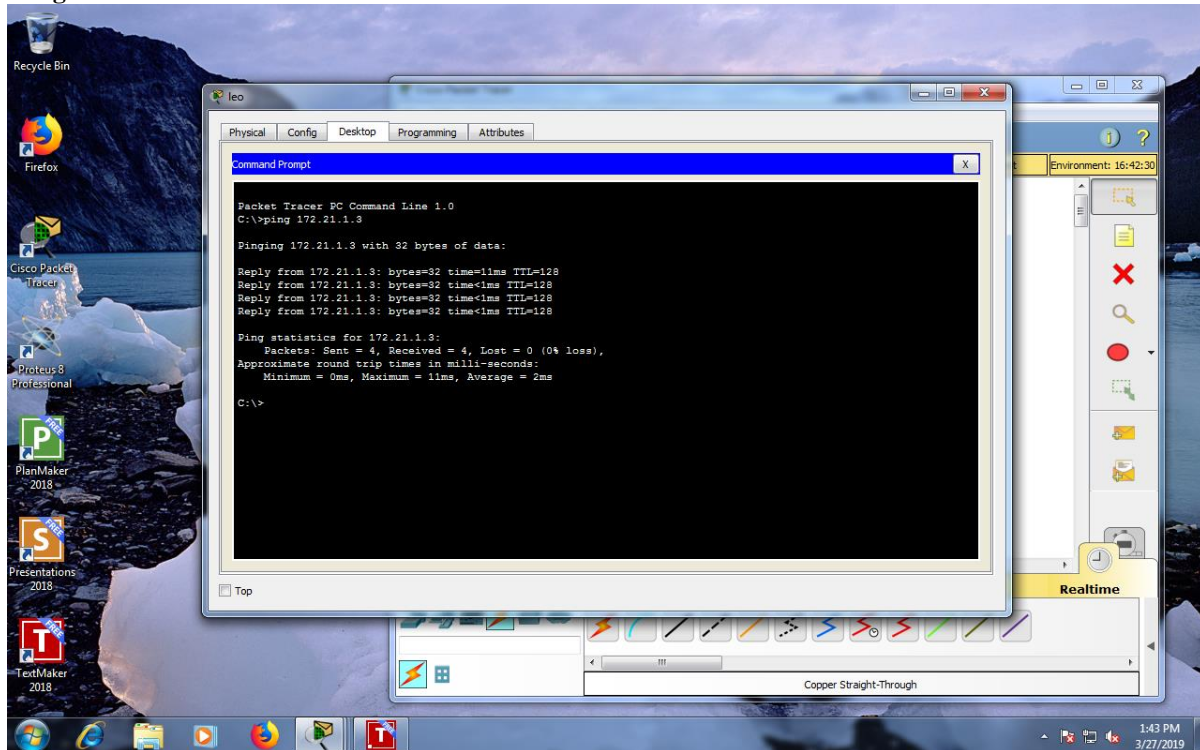 Recycle Bin
Firefox
Cisco Packet
Tracer
Proteus 8
Professional
P
FREE
PlanMaker
2018
S
FREE
Presentations
2018
T
FREE
TextMaker
2018
leo
Physical Config Desktop Programming Attributes
Command Prompt
X
Packet Tracer PC Command Line 1.0
C:\>ping 172.21.1.3
Pinging 172.21.1.3 with 32 bytes of data:
Reply from 172.21.1.3: bytes=32 time=11ms TTL=128
Reply from 172.21.1.3: bytes=32 time<1ms TTL=128
Reply from 172.21.1.3: bytes=32 time<1ms TTL=128
Reply from 172.21.1.3: bytes=32 time<1ms TTL=128
Ping statistics for 172.21.1.3:
Packets: Sent = 4, Received = 4, Lost = 0 (0% loss),
Approximate round trip times in milli-seconds:
Minimum = 0ms, Maximum = 11ms, Average = 2ms
C:\>
Top
Environment: 16:42:30
Realtime
Copper Straight-Through
1:43 PM
3/27/2019